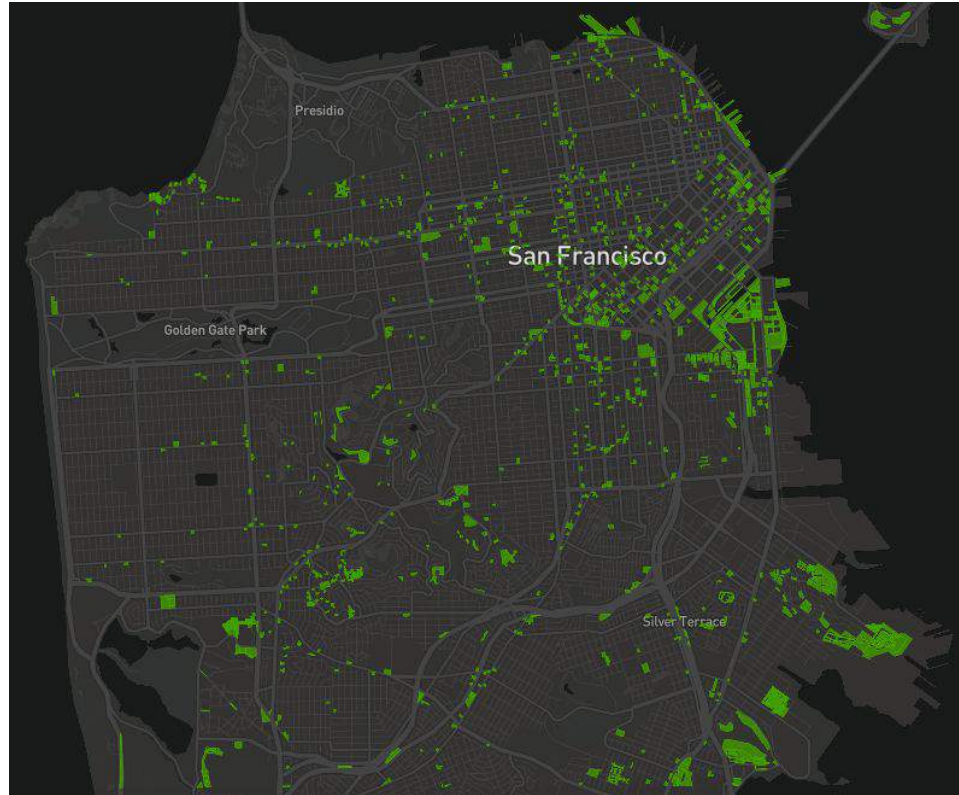 Presidio
San Francisco
Golden Gate Park
Silver Terrace